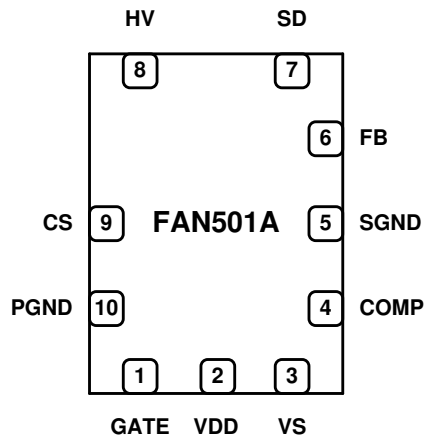 HV SD
8 7
6 FB
CS 9 FAN501A 5 SGND
PGND 10 4 COMP
1 2 3
GATE VDD VS